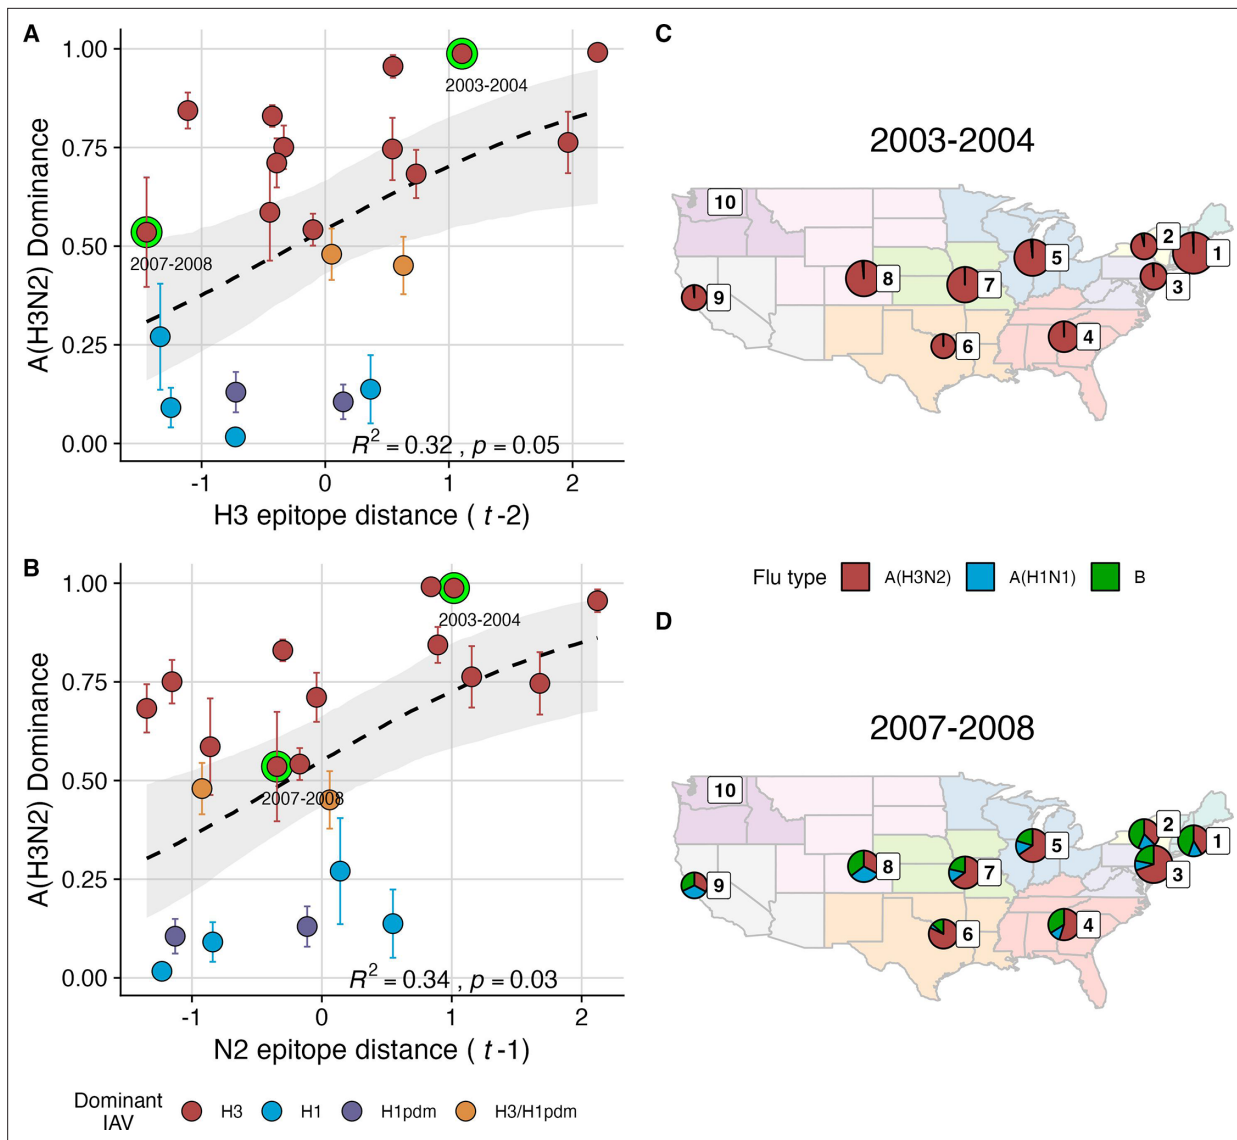 A
A(H3N2) Dominance
1.00
0.75
0.50
0.25
0.00
2003-2004
2007-2008
R² = 0.32 , p = 0.05
-1
0
1
2
H3 epitope distance ( t -2)
B
A(H3N2) Dominance
1.00
0.75
0.50
0.25
0.00
2003-2004
2007-2008
R² = 0.34 , p = 0.03
-1
0
1
2
N2 epitope distance ( t -1)
Dominant
IAV
H3
H1
H1pdm
H3/H1pdm
C
2003-2004
10
2
1
5
3
8
7
9
4
6
Flu type
A(H3N2)
A(H1N1)
B
D
2007-2008
10
2
1
5
8
7
3
9
4
6